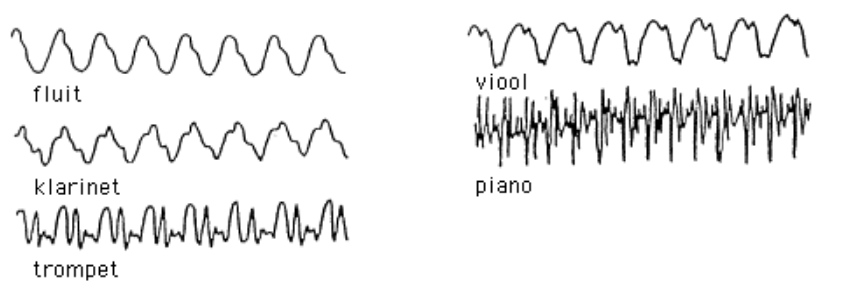 fluit
klarinet
trompet
viool
piano